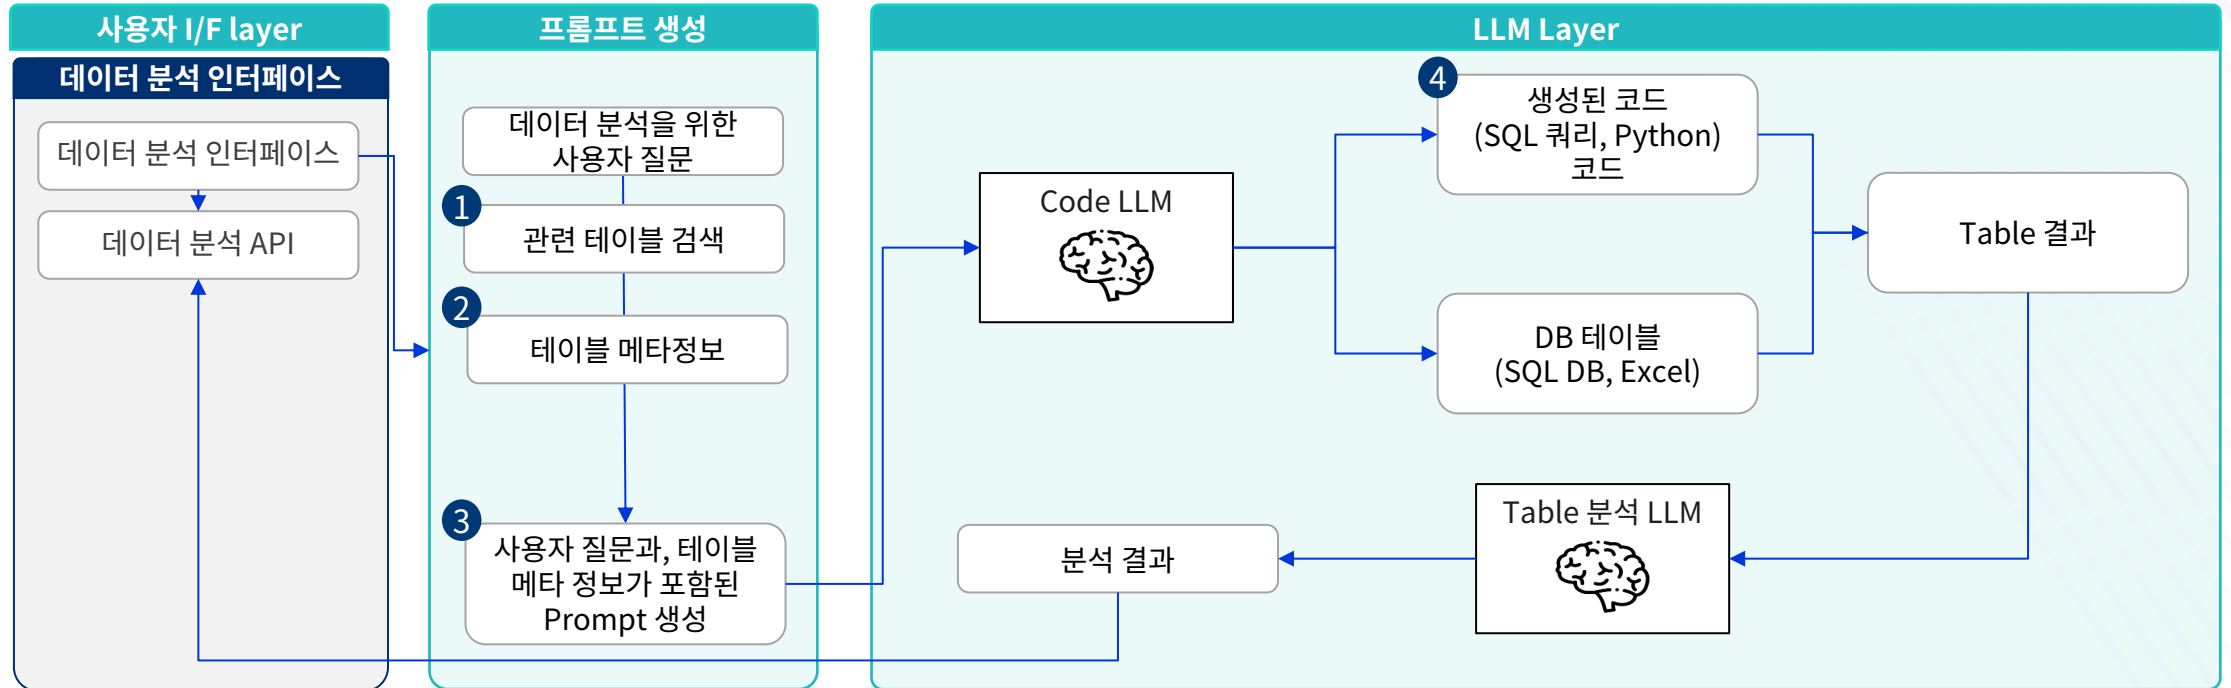 사용자 I/F layer
데이터 분석 인터페이스
데이터 분석 인터페이스
데이터 분석 API
프롬프트 생성
데이터 분석을 위한
사용자 질문
1
관련 테이블 검색
2
테이블 메타정보
3
사용자 질문과, 테이블
메타 정보가 포함된
Prompt 생성
LLM Layer
Code LLM
4
생성된 코드
(SQL 쿼리, Python)
코드
DB 테이블
(SQL DB, Excel)
Table 결과
Table 분석 LLM
분석 결과